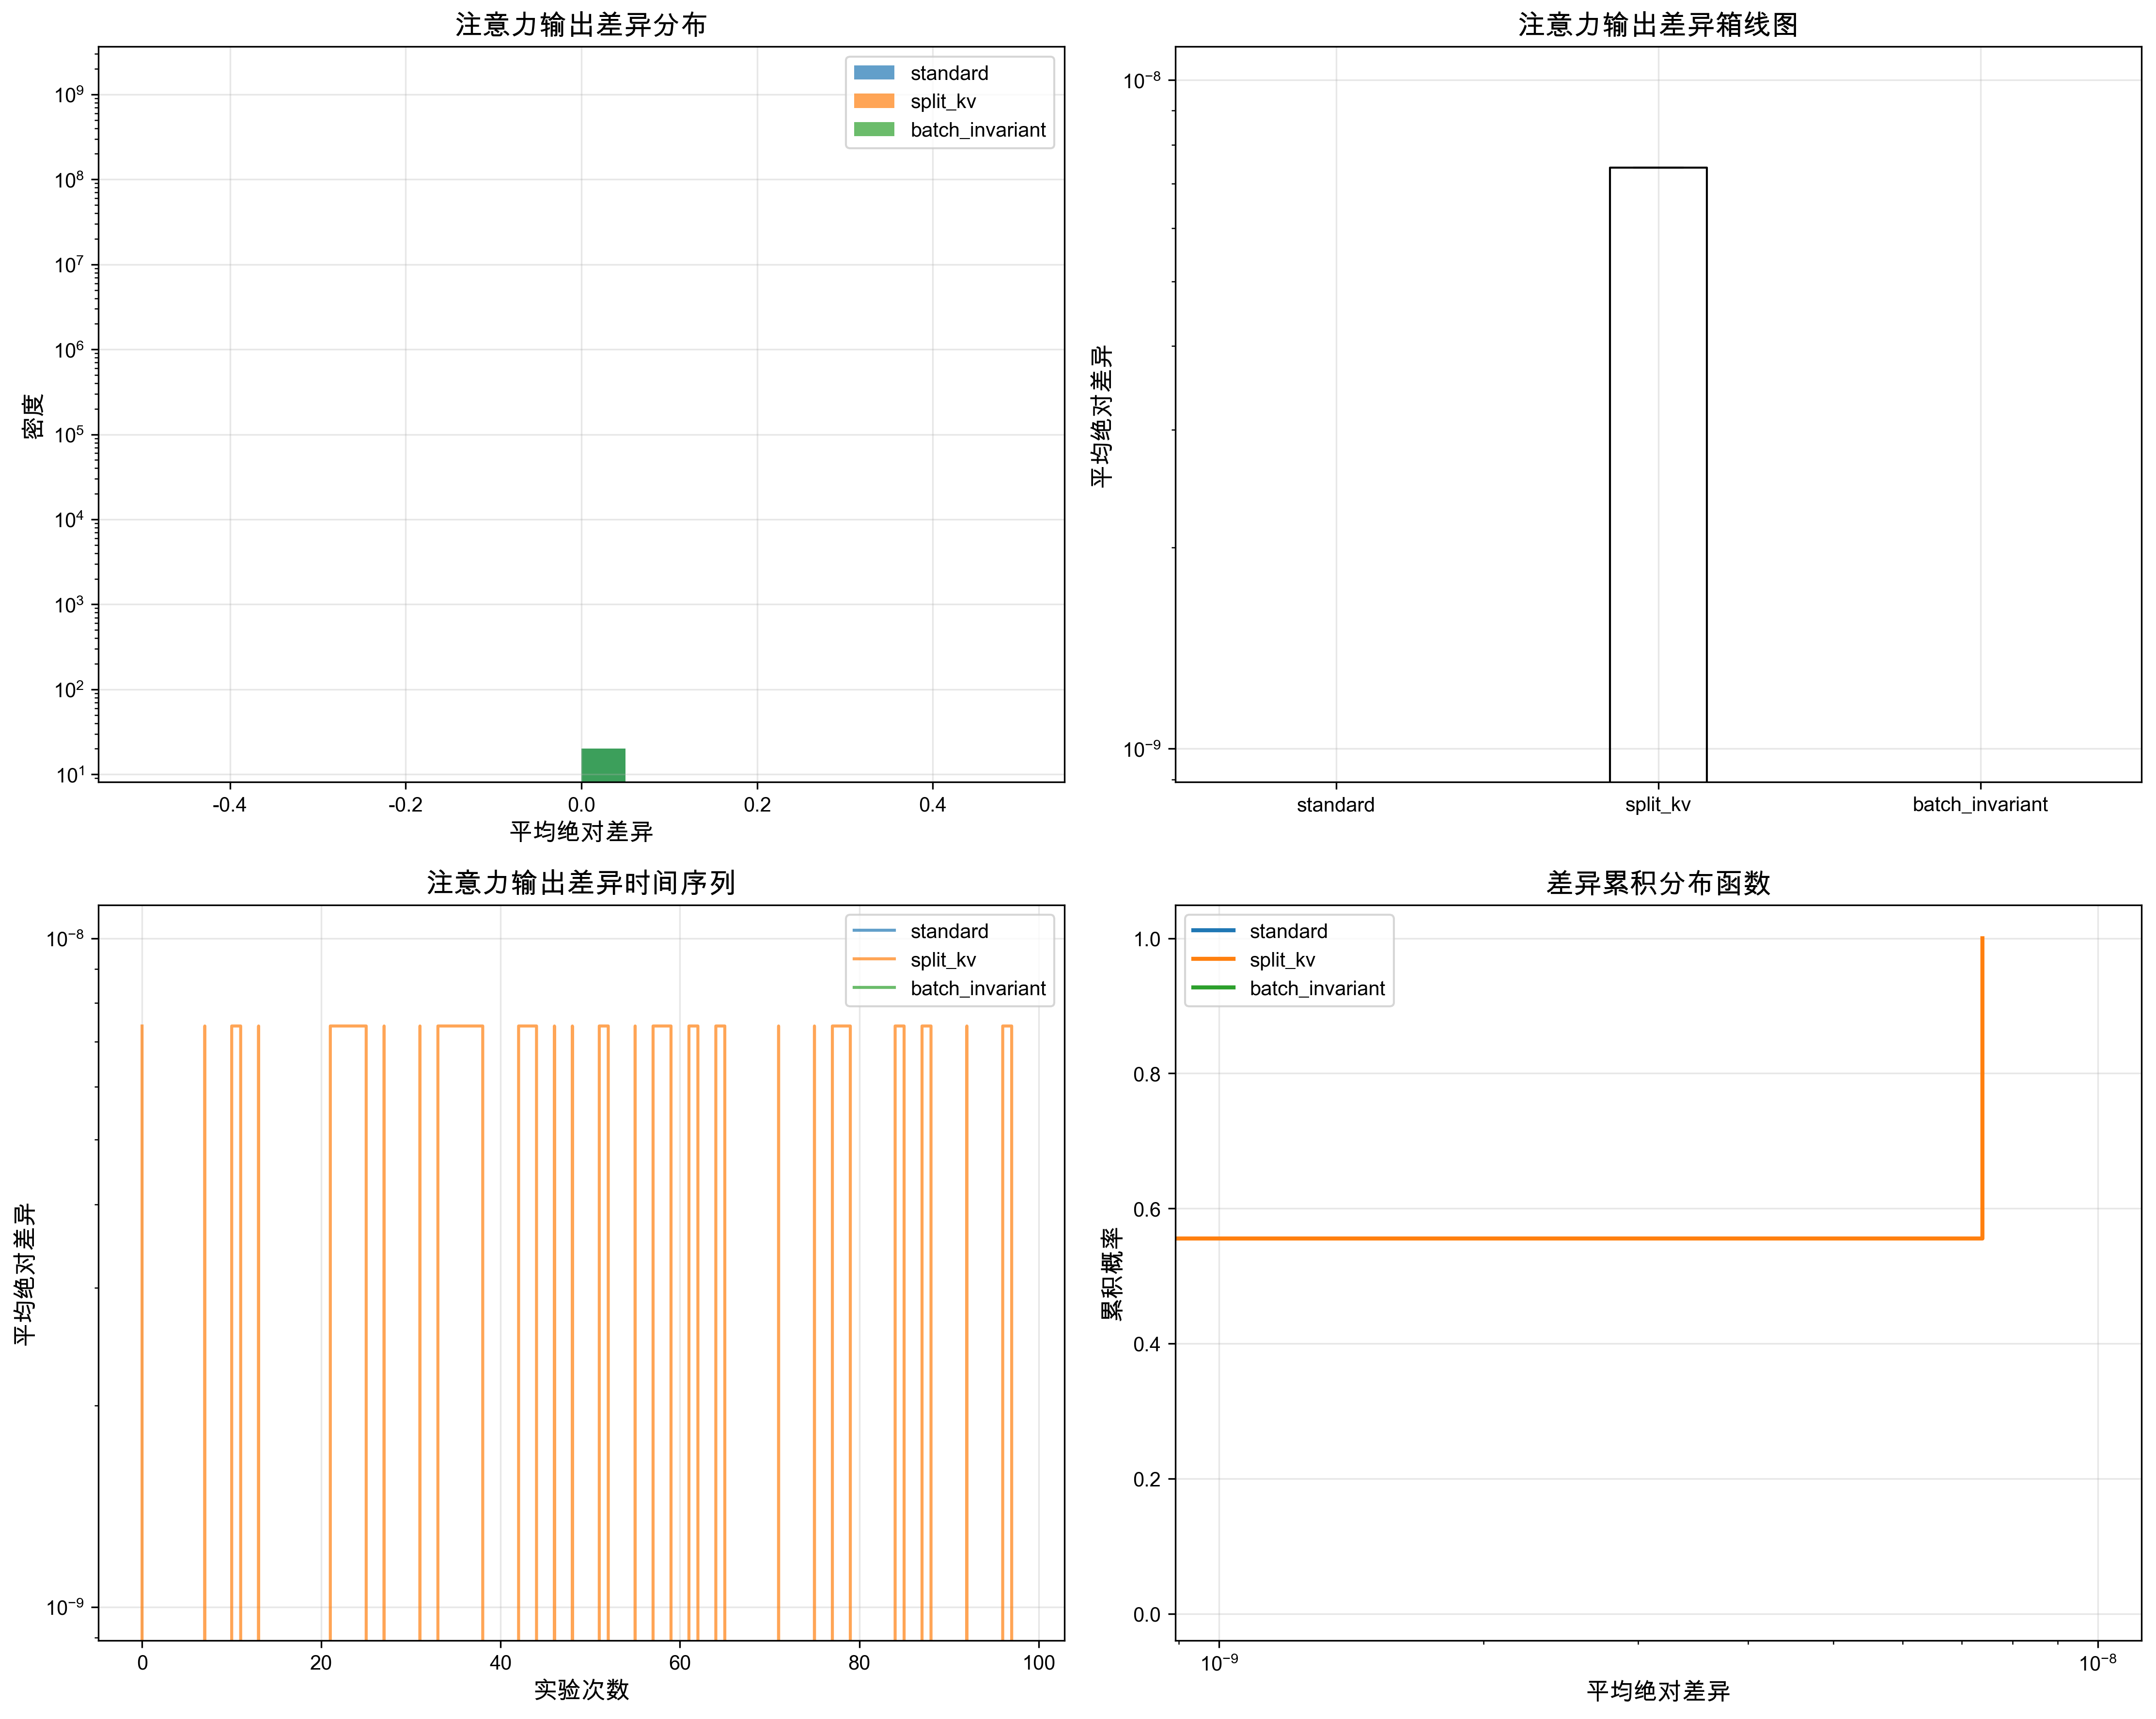 注意力输出差异分布
密度
10⁹
10⁸
10⁷
10⁶
10⁵
10⁴
10³
10²
10¹
standard
split_kv
batch_invariant
-0.4
-0.2
0.0
0.2
0.4
平均绝对差异
注意力输出差异箱线图
平均绝对差异
10⁻⁸
10⁻⁹
standard
split_kv
batch_invariant
注意力输出差异时间序列
平均绝对差异
10⁻⁸
10⁻⁹
standard
split_kv
batch_invariant
0
20
40
60
80
100
实验次数
差异累积分布函数
累积概率
1.0
0.8
0.6
0.4
0.2
0.0
standard
split_kv
batch_invariant
10⁻⁹
10⁻⁸
平均绝对差异